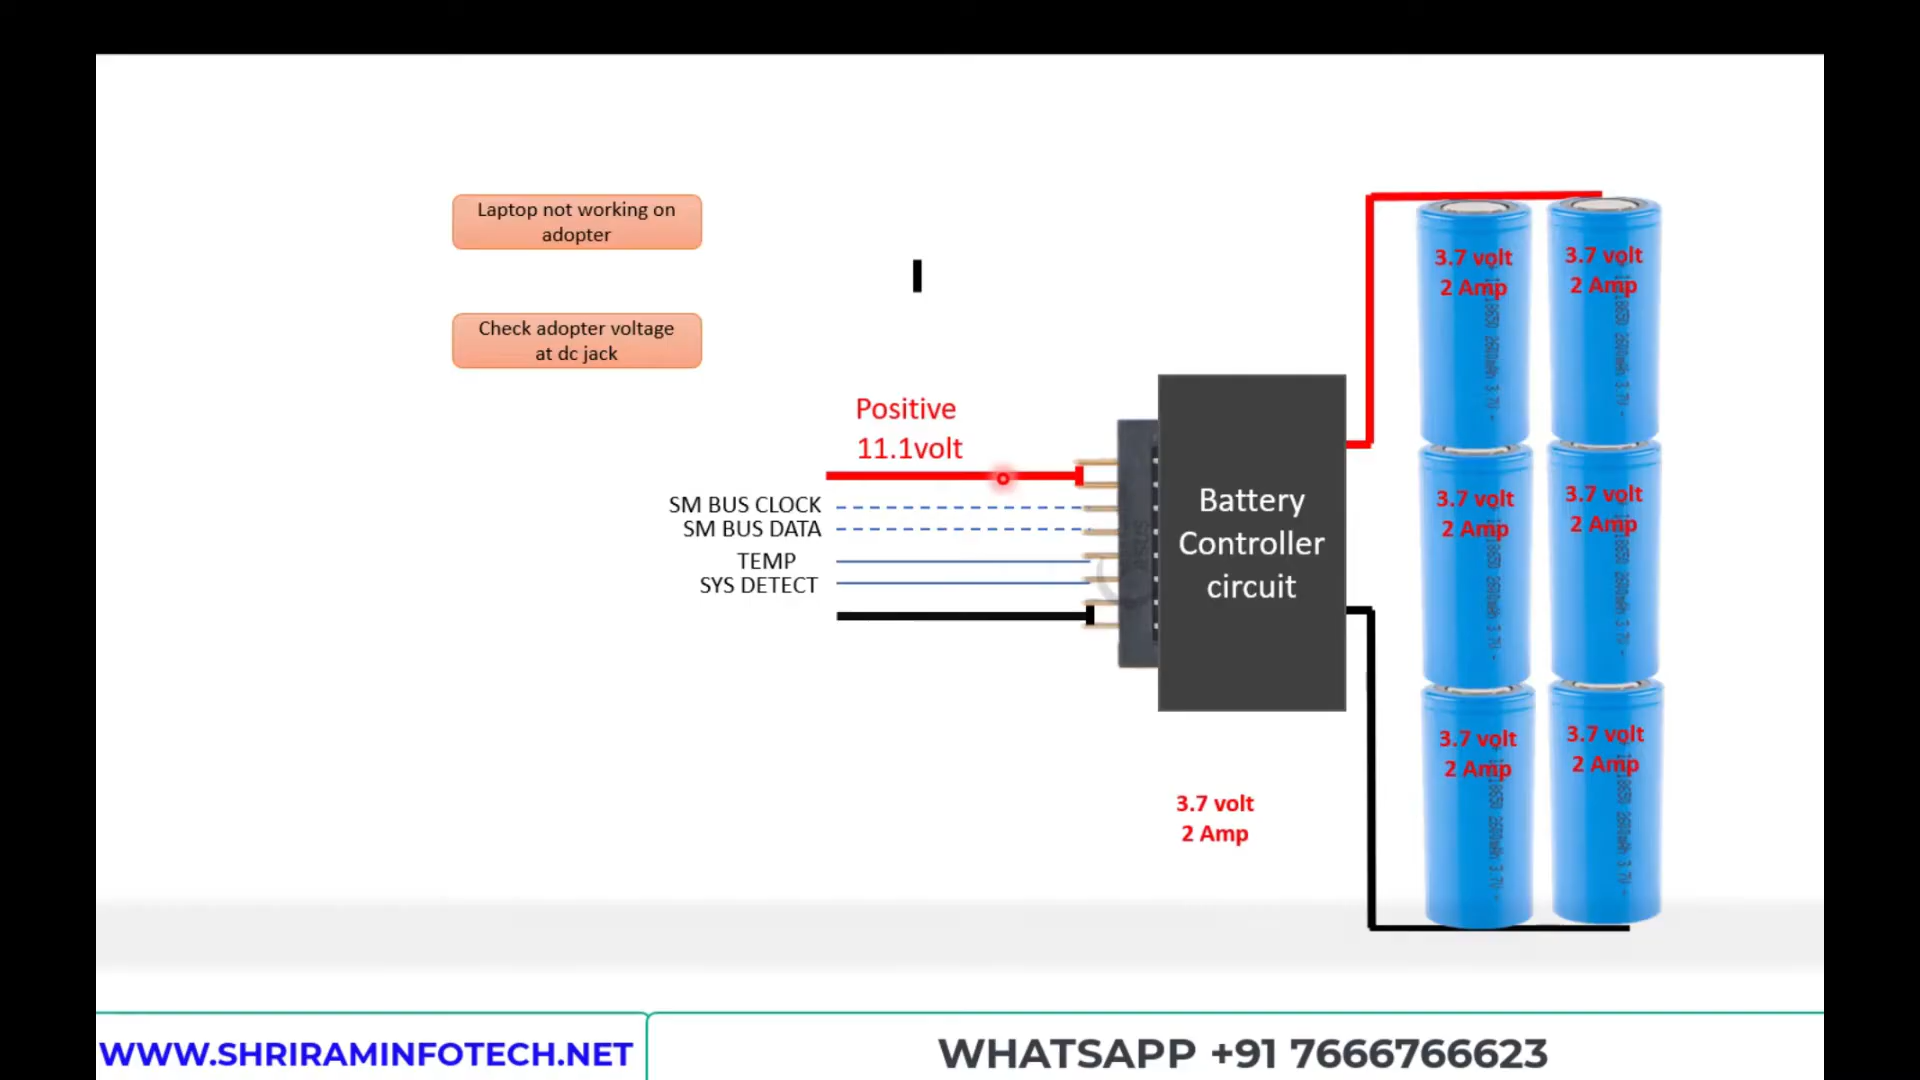 Laptop not working on
adopter
Check adopter voltage
at dc jack
Positive
11.1volt
SM BUS CLOCK
SM BUS DATA
TEMP
SYS DETECT
Battery
Controller
circuit
3.7 volt
2 Amp
3.7 volt
2 Amp
3.7 volt
2 Amp
3.7 volt
2 Amp
3.7 volt
2 Amp
3.7 volt
2 Amp
3.7 volt
2 Amp
WWW.SHRIRAMINFOTECH.NET
WHATSAPP +91 7666766623